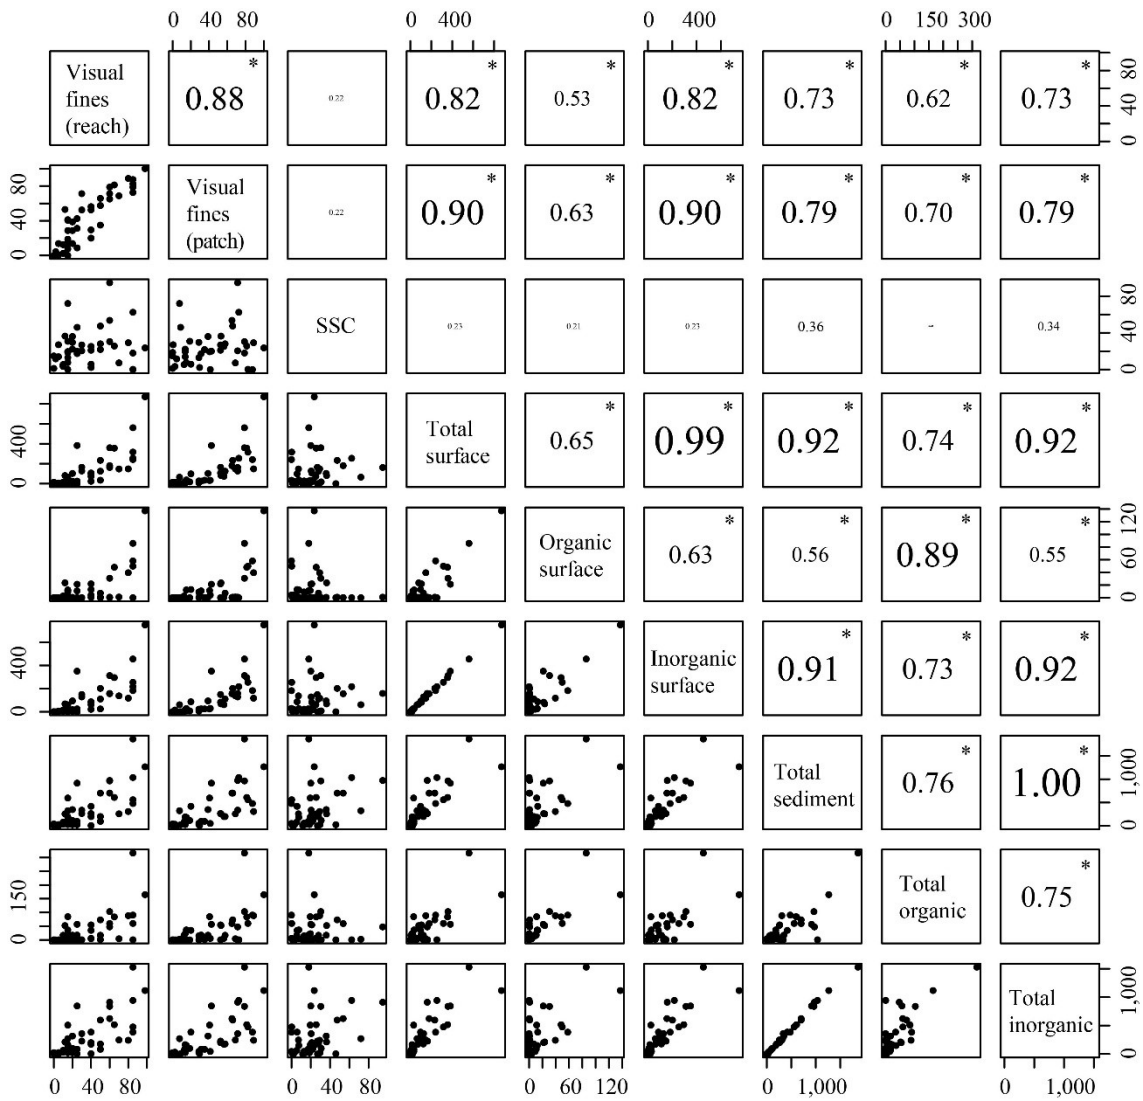 0 40 80 0 400 0 400 0 150 300
Visual
fines
(reach)
0.88 *
0.22
0.82 *
0.53 *
0.82 *
0.73 *
0.62 *
0.73 *
0 40 80
0 40 80
Visual
fines
(patch)
0.22
0.90 *
0.63 *
0.90 *
0.79 *
0.70 *
0.79 *
SSC
0.23
0.21
0.23
0.36
-
0.34
0 40 80
0 400
Total
surface
0.65 *
0.99 *
0.92 *
0.74 *
0.92 *
Organic
surface
0.63 *
0.56 *
0.89 *
0.55 *
0 60 120
0 400
Inorganic
surface
0.91 *
0.73 *
0.92 *
Total
sediment
0.76 *
1.00 *
0 1,000
0 150
Total
organic
0.75 *
Total
inorganic
0 1,000
0 40 80 0 40 80 0 60 120 0 1,000 0 1,000